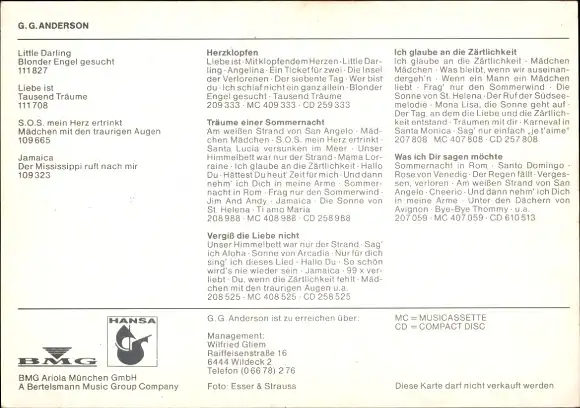 G.G. ANDERSON
Little Darling
Blonder Engel gesucht
111 827
Liebe ist
Tausend Träume
111 708
S.O.S. mein Herz ertrinkt
Mädchen mit den traurigen Augen
109 665
Jamaica
Der Mississippi ruft nach mir
109 323
Herzklopfen
Liebe ist · Mit klopfendem Herzen · Little Dar-
ling · Angelina · Ein Ticket für zwei · Die Insel
der Verlorenen · Der siebente Tag · Wer bist
du · Ich schlaf nicht ein ganz allein · Blonder
Engel gesucht · Tausend Träume
209 333 · MC 409 333 · CD 259 333
Träume einer Sommernacht
Am weißen Strand von San Angelo · Mäd-
chen Mädchen · S.O.S. mein Herz ertrinkt ·
Santa Lucia versunken im Meer · Unser
Himmelbett war nur der Strand · Mama Lor-
raine · Ich glaube an die Zärtlichkeit · Hallo
Du · Hättest Du heut' Zeit für mich · Und dann
nehm' ich Dich in meine Arme · Sommer-
nacht in Rom · Frag nur den Sommerwind ·
Jim And Andy · Jamaica · Die Sonne von
St. Helena · Ti amo Maria
208 988 · MC 408 988 · CD 258 988
Vergiß die Liebe nicht
Unser Himmelbett war nur der Strand · Sag'
ich Aloha · Sonne von Arcadia · Nur für dich
sing' ich dieses Lied · Hallo Du · So schön
wird's nie wieder sein · Jamaica · 99 x ver-
liebt · Du, wenn die Zärtlichkeit fehlt · Mäd-
chen mit den traurigen Augen u.a.
208 525 · MC 408 525 · CD 258 525
Ich glaube an die Zärtlichkeit
Ich glaube an die Zärtlichkeit · Mädchen
Mädchen · Was bleibt, wenn wir auseinan-
dergeh'n · Wenn ein Mann ein Mädchen
liebt · Frag' nur den Sommerwind · Die
Sonne von St. Helena · Der Ruf der Südsee-
melodie · Mona Lisa, die Sonne geht auf ·
Der Tag, an dem die Liebe und die Zärtlich-
keit entstand · Träumen mit dir · Karneval in
Santa Monica · Sag' nur einfach „je t'aime"
207 808 · MC 407 808 · CD 257 808
Was ich Dir sagen möchte
Sommernacht in Rom · Santo Domingo ·
Rose von Venedig · Der Regen fällt · Verges-
sen, verloren · Am weißen Strand von San
Angelo · Cheerio · Und dann nehm' ich Dich
in meine Arme · Unter den Dächern von
Avignon · Bye-Bye Thommy · u.a.
207 059 · MC 407 059 · CD 610 513
BMG
HANSA
BMG Ariola München GmbH
A Bertelsmann Music Group Company
G.G. Anderson ist zu erreichen über:
Management:
Wilfried Gliem
Raiffeisenstraße 16
6444 Wildeck 2
Telefon (0 66 78) 2 76
Foto: Esser & Strauss
MC = MUSICASSETTE
CD = COMPACT DISC
Diese Karte darf nicht verkauft werden